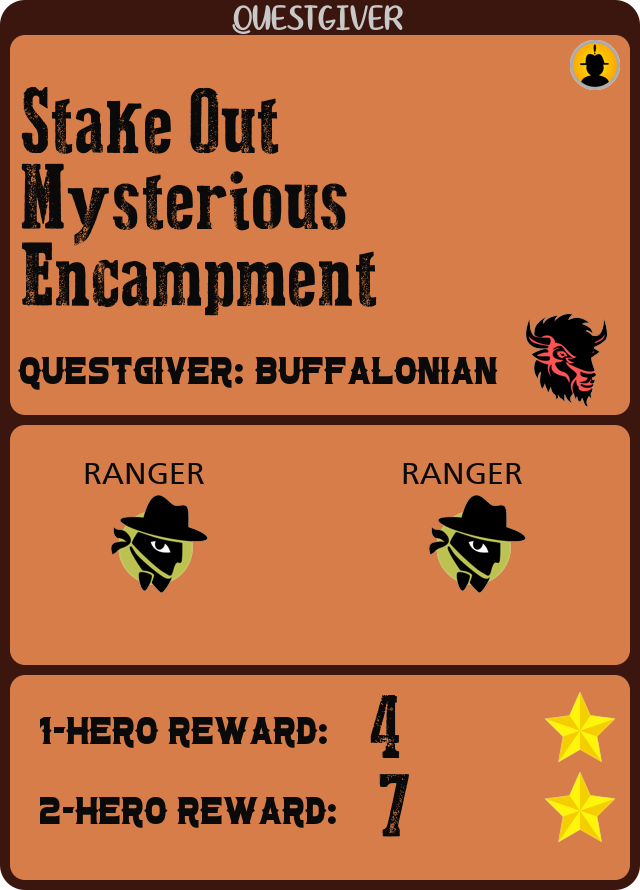 QUESTGIVER
Stake Out
Mysterious
Encampment
QUESTGIVER: BUFFALONIAN
RANGER RANGER
1-HERO REWARD: 4
2-HERO REWARD: 7